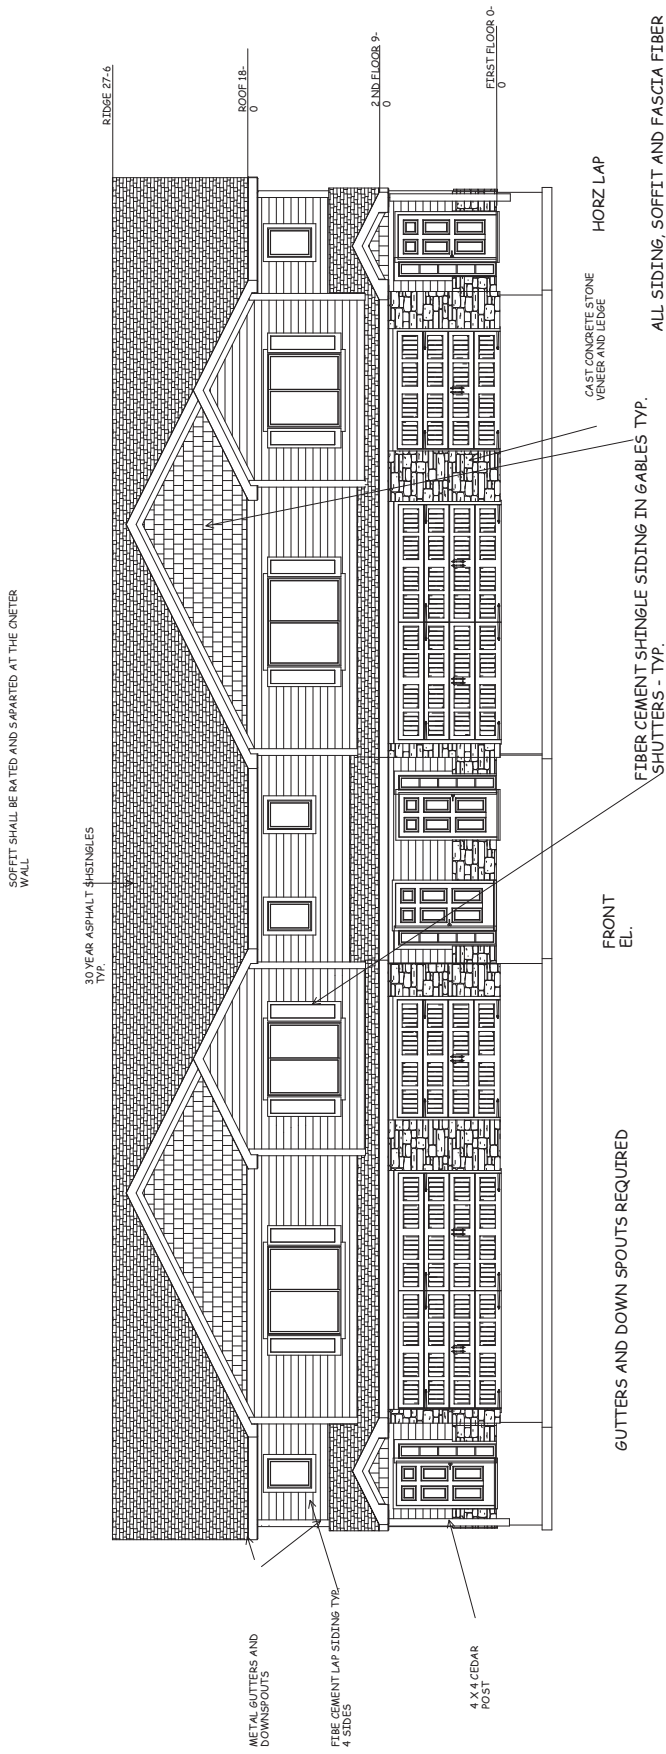 SOFFIT SHALL BE RATED AND SAPARTED AT THE CNETER
WALL
30 YEAR ASPHALT SHSINGLES
TYP.
RIDGE 27-6
ROOF 18-
0
2 ND FLOOR 9-
0
FIRST FLOOR 0-
0
METAL GUTTERS AND
DOWNSPOUTS
FIBE CEMENT LAP SIDING TYP.
4 SIDES
4 X 4 CEDAR
POST
CAST CONCRETE STONE
VENEER AND LEDGE
HORZ LAP
FRONT
EL.
GUTTERS AND DOWN SPOUTS REQUIRED
FIBER CEMENT SHINGLE SIDING IN GABLES TYP.
SHUTTERS - TYP.
ALL SIDING, SOFFIT AND FASCIA FIBER